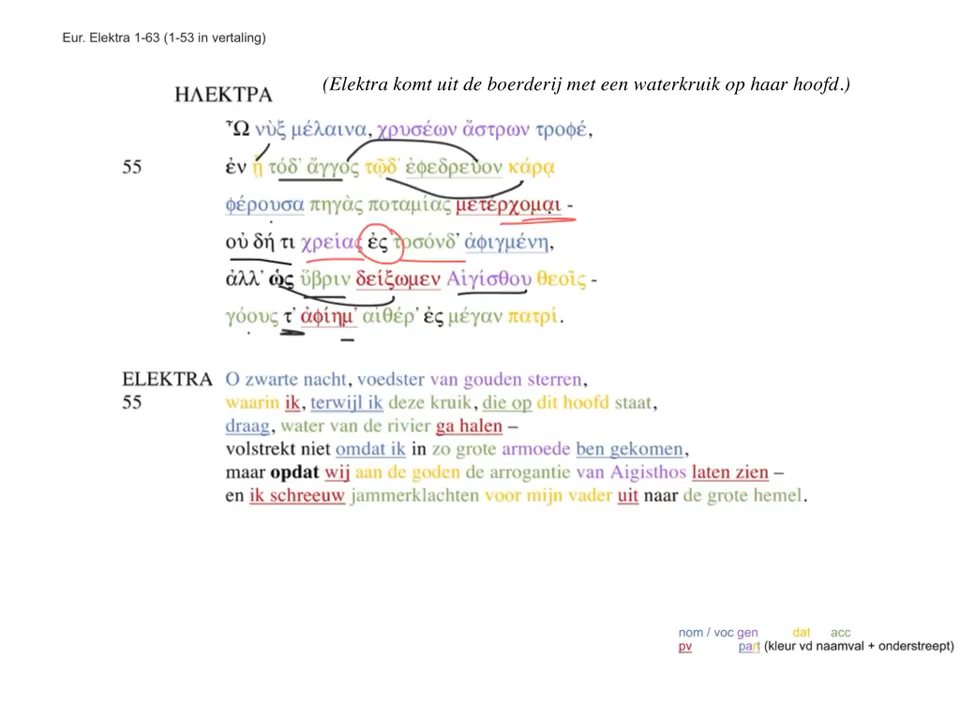 Eur. Elektra 1-63 (1-53 in vertaling)
ΗΛΕΚΤΡΑ (Elektra komt uit de boerderij met een waterkruik op haar hoofd.)
Ὦ νὺξ μέλαινα, χρυσέων ἄστρων τροφέ,
55 ἐν ᾗ τόδ' ἄγγος τῷδ' ἐφεδρεῦον κάρᾳ
φέρουσα πηγὰς ποταμίας μετέρχομαι -
οὐ δή τι χρείας ἐς τοσόνδ' ἀφιγμένη,
ἀλλ' ὡς ὕβριν δείξωμεν Αἰγίσθου θεοῖς -
γόους τ' ἀφίημ' αἰθέρ' ἐς μέγαν πατρί.
ELEKTRA O zwarte nacht, voedster van gouden sterren,
55 waarin ik, terwijl ik deze kruik, die op dit hoofd staat,
draag, water van de rivier ga halen –
volstrekt niet omdat ik in zo grote armoede ben gekomen,
maar opdat wij aan de goden de arrogantie van Aigisthos laten zien –
en ik schreeuw jammerklachten voor mijn vader uit naar de grote hemel.
nom / voc gen dat acc
pv part (kleur vd naamval + onderstreept)